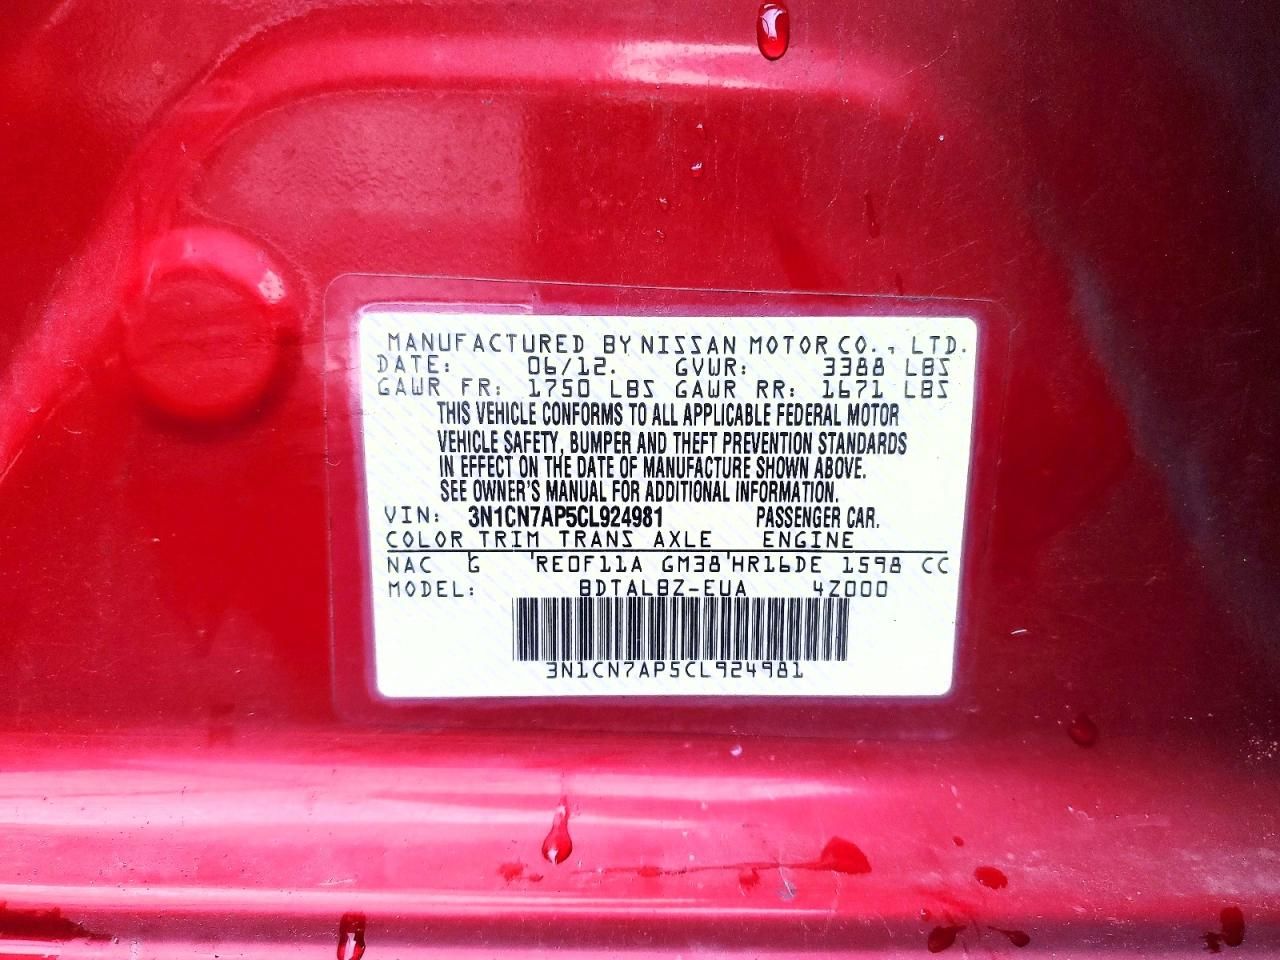 MANUFACTURED BY NISSAN MOTOR CO., LTD.
DATE: 06/12. GVWR: 3388 LBS
GAWR FR: 1750 LBS GAWR RR: 1671 LBS
THIS VEHICLE CONFORMS TO ALL APPLICABLE FEDERAL MOTOR
VEHICLE SAFETY, BUMPER AND THEFT PREVENTION STANDARDS
IN EFFECT ON THE DATE OF MANUFACTURE SHOWN ABOVE.
SEE OWNER'S MANUAL FOR ADDITIONAL INFORMATION.
VIN: 3N1CN7AP5CL924981 PASSENGER CAR.
COLOR TRIM TRANS AXLE ENGINE
NAC G RE0F11A GM38 HR16DE 1598 CC
MODEL: BDTALBZ-EUA 4Z000
3N1CN7AP5CL924981